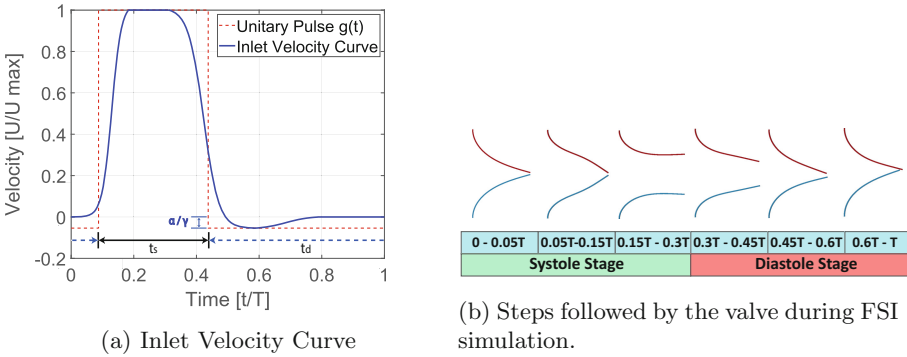 Unitary Pulse g(t)
Inlet Velocity Curve
Velocity [U/U max]
1
0.8
0.6
0.4
0.2
0
-0.2
α/γ
ts
td
0 0.2 0.4 0.6 0.8 1
Time [t/T]
(a) Inlet Velocity Curve
0 - 0.05T 0.05T-0.15T 0.15T - 0.3T 0.3T - 0.45T 0.45T - 0.6T 0.6T - T
Systole Stage Diastole Stage
(b) Steps followed by the valve during FSI
simulation.